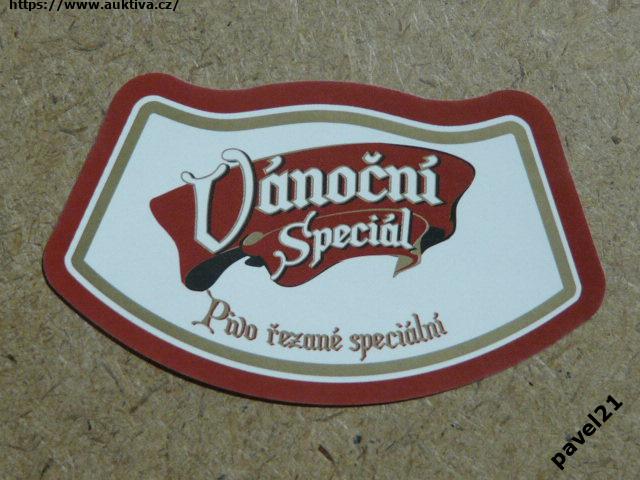 https://www.auktiva.cz/
Vánoční
Speciál
Pivo řezané speciální
pavel21